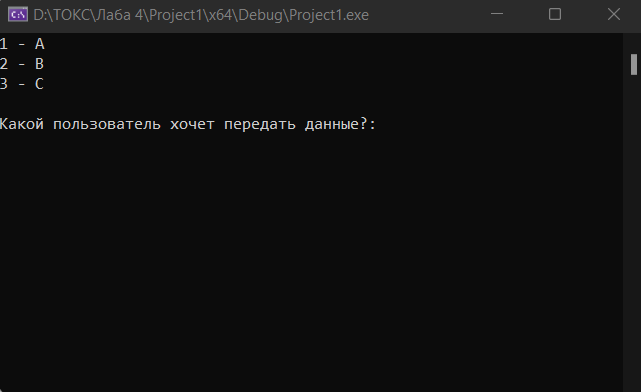 D:\ТОКС\Лаба 4\Project1\x64\Debug\Project1.exe
1 - A
2 - B
3 - C
Какой пользователь хочет передать данные?: